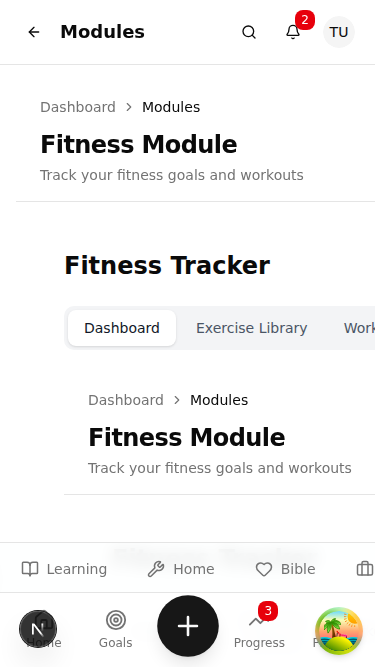 Modules
2
TU
Dashboard > Modules
Fitness Module
Track your fitness goals and workouts
Fitness Tracker
Dashboard Exercise Library
Dashboard > Modules
Fitness Module
Track your fitness goals and workouts
Learning Home Bible
3
N
Home Goals Progress